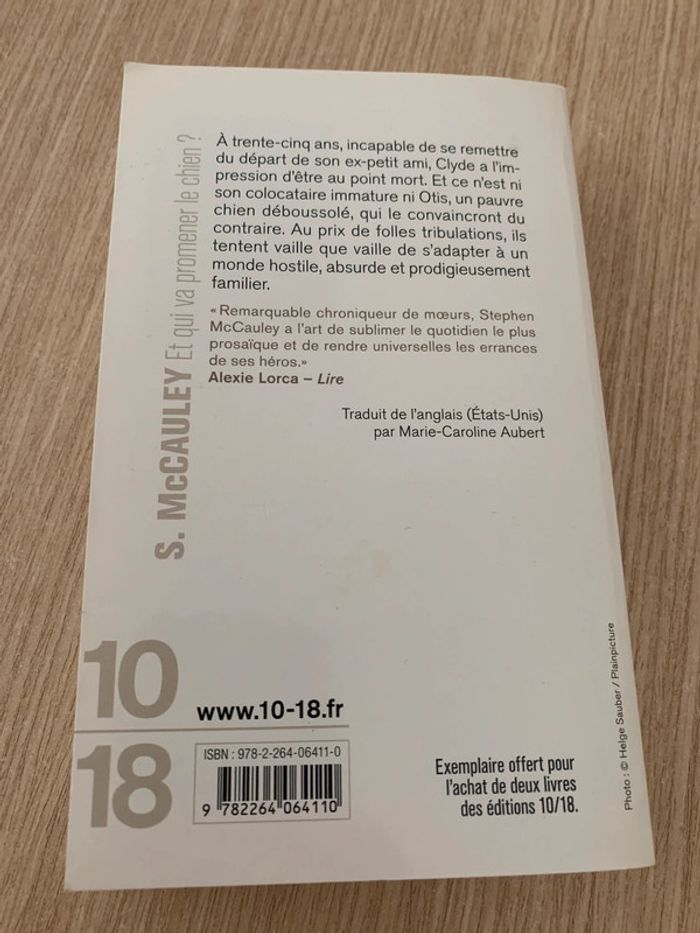 S. McCAULEY Et qui va promener le chien ?
À trente-cinq ans, incapable de se remettre
du départ de son ex-petit ami, Clyde a l'im-
pression d'être au point mort. Et ce n'est ni
son colocataire immature ni Otis, un pauvre
chien déboussolé, qui le convaincront du
contraire. Au prix de folles tribulations, ils
tentent vaille que vaille de s'adapter à un
monde hostile, absurde et prodigieusement
familier.
« Remarquable chroniqueur de mœurs, Stephen
McCauley a l'art de sublimer le quotidien le plus
prosaïque et de rendre universelles les errances
de ses héros.»
Alexie Lorca – Lire
Traduit de l'anglais (États-Unis)
par Marie-Caroline Aubert
10
18
www.10-18.fr
ISBN : 978-2-264-06411-0
9 782264 064110
Exemplaire offert pour
l'achat de deux livres
des éditions 10/18.
Photo : © Helge Sauber / Plainpicture